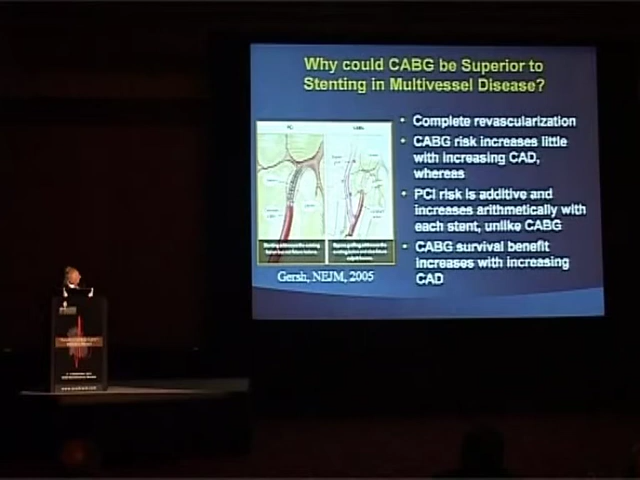 Why could CABG be Superior to
Stenting in Multivessel Disease?
PCI
CABG
• Complete revascularization
• CABG risk increases little
with increasing CAD,
whereas
• PCI risk is additive and
increases arithmetically with
each stent, unlike CABG
• CABG survival benefit
increases with increasing
CAD
Gersh, NEJM, 2005